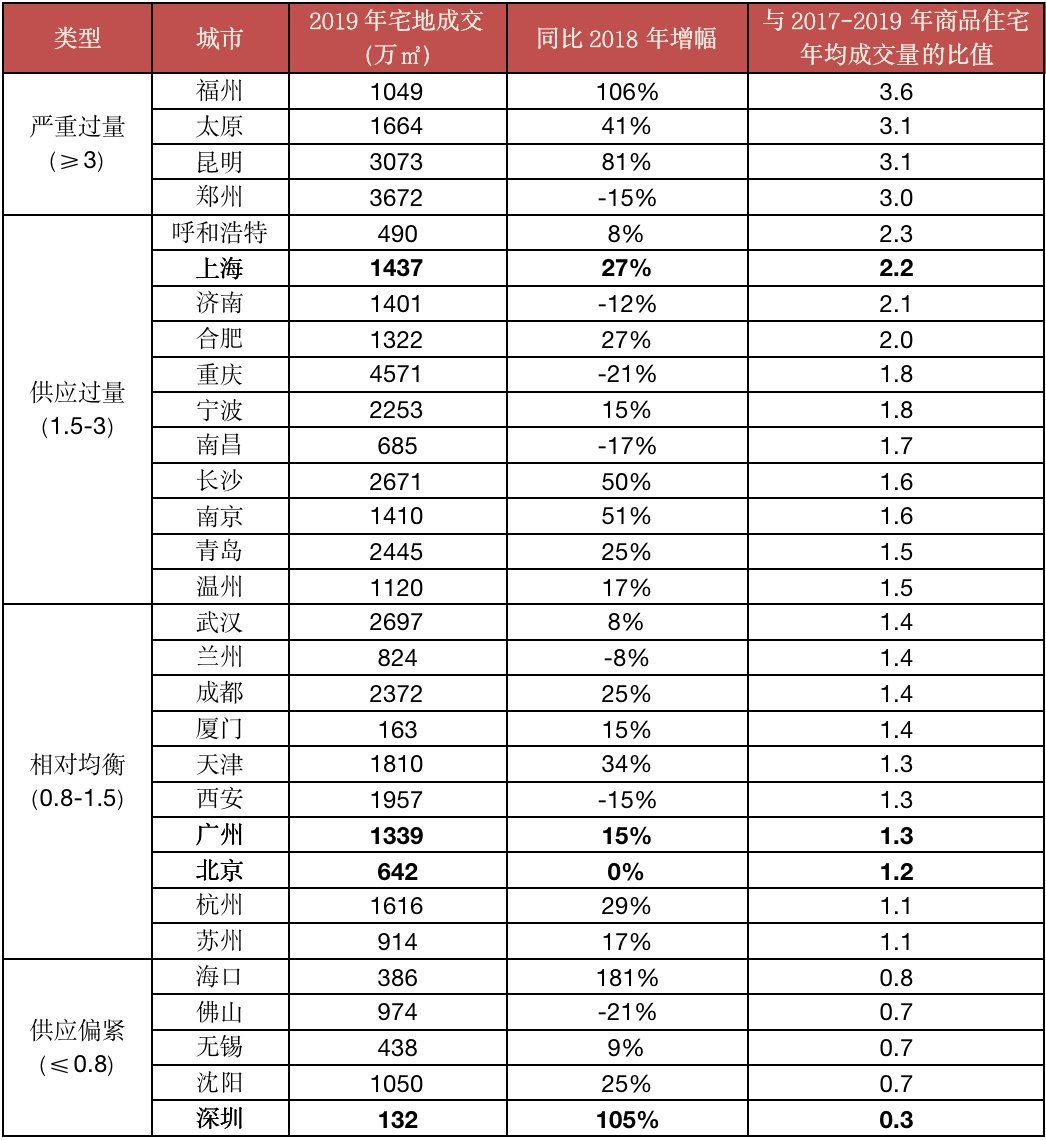 类型 城市 2019 年宅地成交(万㎡) 同比 2018 年增幅 与 2017-2019 年商品住宅年均成交量的比值
严重过量(≥3)
福州 1049 106% 3.6
太原 1664 41% 3.1
昆明 3073 81% 3.1
郑州 3672 -15% 3.0
供应过量(1.5-3)
呼和浩特 490 8% 2.3
上海 1437 27% 2.2
济南 1401 -12% 2.1
合肥 1322 27% 2.0
重庆 4571 -21% 1.8
宁波 2253 15% 1.8
南昌 685 -17% 1.7
长沙 2671 50% 1.6
南京 1410 51% 1.6
青岛 2445 25% 1.5
温州 1120 17% 1.5
相对均衡(0.8-1.5)
武汉 2697 8% 1.4
兰州 824 -8% 1.4
成都 2372 25% 1.4
厦门 163 15% 1.4
天津 1810 34% 1.3
西安 1957 -15% 1.3
广州 1339 15% 1.3
北京 642 0% 1.2
杭州 1616 29% 1.1
苏州 914 17% 1.1
供应偏紧(≤0.8)
海口 386 181% 0.8
佛山 974 -21% 0.7
无锡 438 9% 0.7
沈阳 1050 25% 0.7
深圳 132 105% 0.3